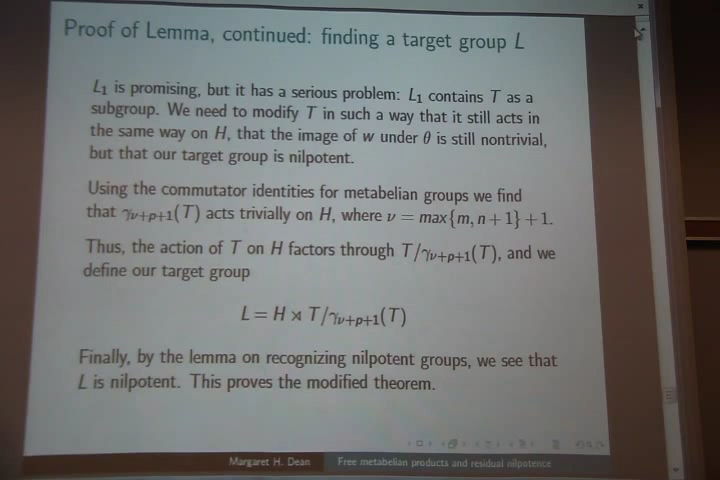 Proof of Lemma, continued: finding a target group L
L₁ is promising, but it has a serious problem: L₁ contains T as a
subgroup. We need to modify T in such a way that it still acts in
the same way on H, that the image of w under θ is still nontrivial,
but that our target group is nilpotent.
Using the commutator identities for metabelian groups we find
that γν+p+1(T) acts trivially on H, where ν = max{m, n+1}+1.
Thus, the action of T on H factors through T/γν+p+1(T), and we
define our target group
L = H ⋊ T/γν+p+1(T)
Finally, by the lemma on recognizing nilpotent groups, we see that
L is nilpotent. This proves the modified theorem.
Margaret H. Dean Free metabelian products and residual nilpotence